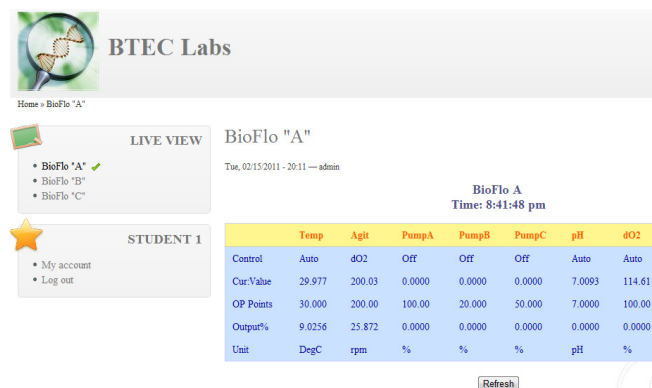 BTEC Labs
Home » BioFlo "A"
LIVE VIEW
BioFlo "A"
BioFlo "B"
BioFlo "C"
STUDENT 1
My account
Log out
BioFlo "A"
Tue, 02/15/2011 - 20:11 — admin
BioFlo A
Time: 8:41:48 pm
Temp Agit PumpA PumpB PumpC pH dO2
Control Auto dO2 Off Off Off Auto Auto
Cur:Value 29.977 200.03 0.0000 0.0000 0.0000 7.0093 114.61
OP Points 30.000 200.00 100.00 20.000 50.000 7.0000 100.00
Output% 9.0256 25.872 0.0000 0.0000 0.0000 0.0000 0.0000
Unit DegC rpm % % % pH %
Refresh